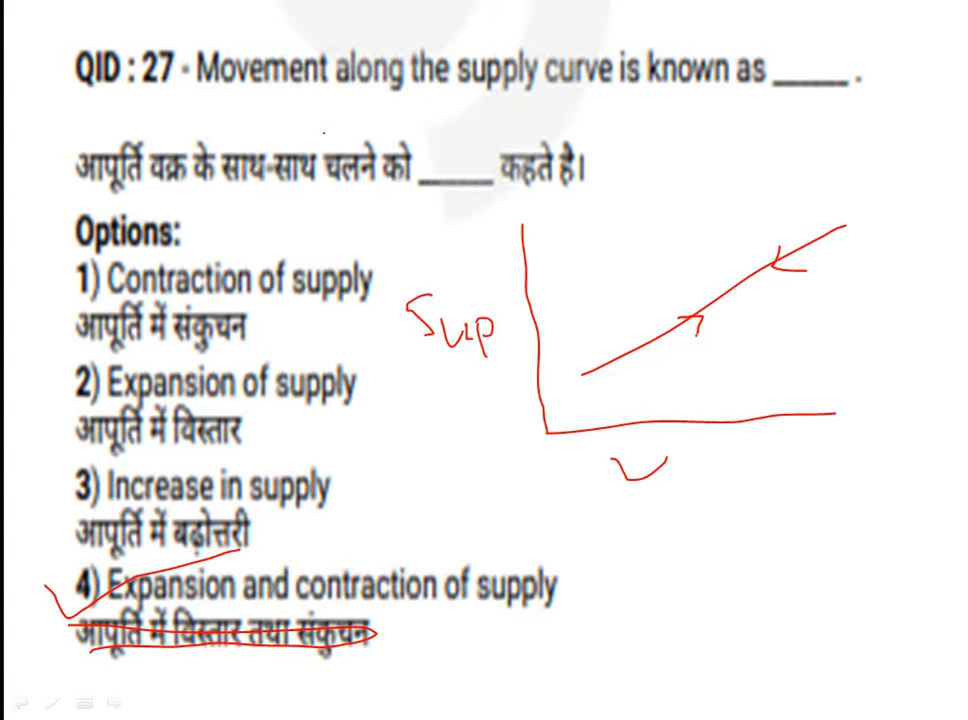 QID : 27 - Movement along the supply curve is known as _____ .
आपूर्ति वक्र के साथ-साथ चलने को _____ कहते है।
Options:
1) Contraction of supply
आपूर्ति में संकुचन
2) Expansion of supply
आपूर्ति में विस्तार
3) Increase in supply
आपूर्ति में बढ़ोत्तरी
4) Expansion and contraction of supply
आपूर्ति में विस्तार तथा संकुचन